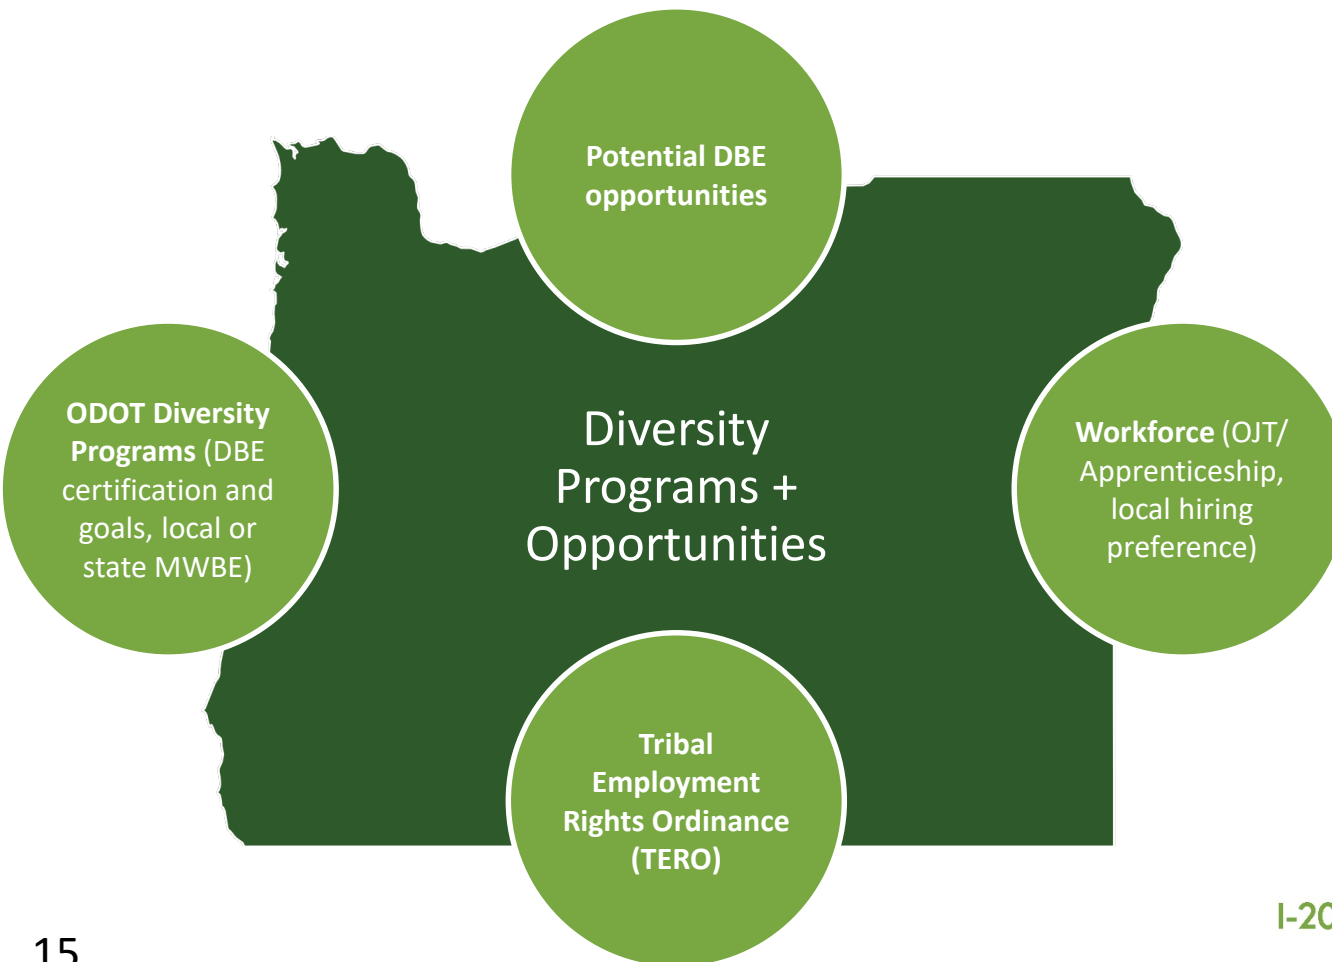 Potential DBE
opportunities
ODOT Diversity
Programs (DBE
certification and
goals, local or
state MWBE)
Diversity
Programs +
Opportunities
Workforce (OJT/
Apprenticeship,
local hiring
preference)
Tribal
Employment
Rights Ordinance
(TERO)
I-20
15